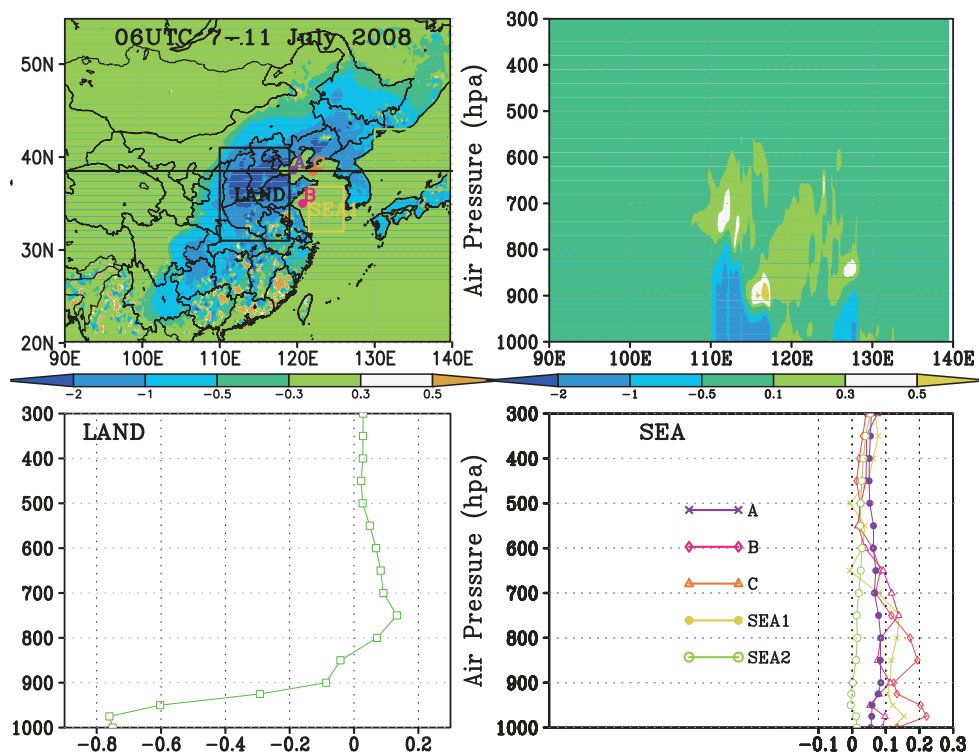 06UTC 7-11 July 2008
50N
40N
30N
20N
90E 100E 110E 120E 130E 140E
A
C
LAND
B
SEA1
-2 -1 -0.5 -0.3 0.3 0.5
Air Pressure (hpa)
300
400
500
600
700
800
900
1000
90E 100E 110E 120E 130E 140E
-2 -1 -0.5 0.1 0.3 0.5
LAND
300
400
500
600
700
800
900
1000
-0.8 -0.6 -0.4 -0.2 0 0.2
Air Pressure (hpa)
SEA
300
400
500
600
700
800
900
1000
A
B
C
SEA1
SEA2
-0.1 0 0.1 0.2 0.3